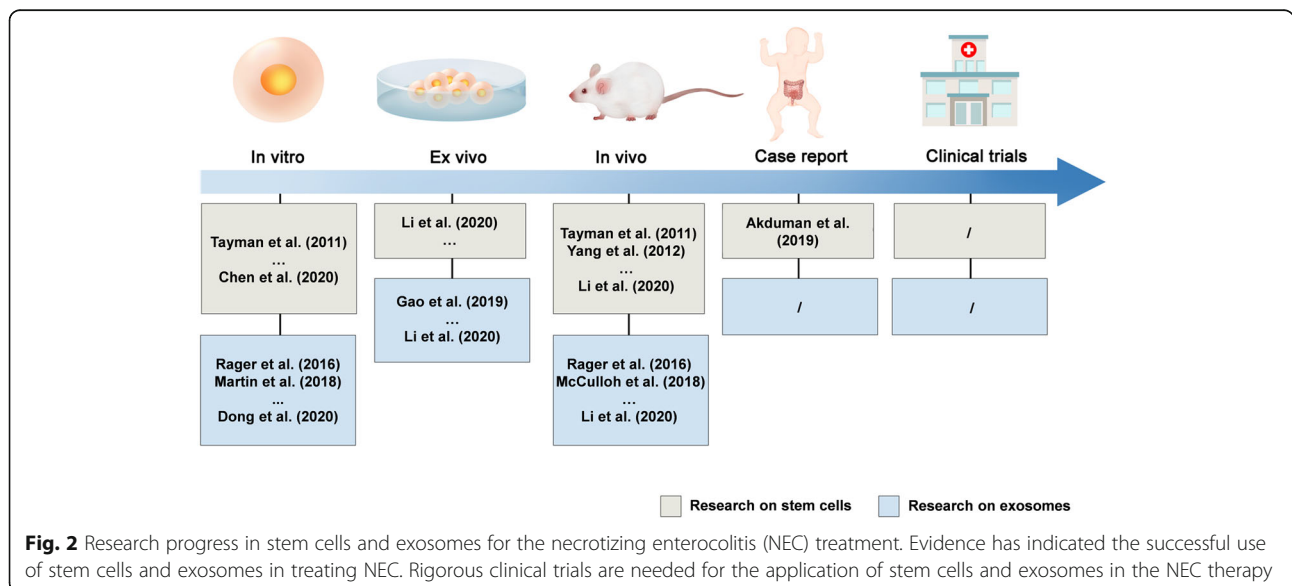 In vitro
Ex vivo
In vivo
Case report
Clinical trials
Tayman et al. (2011)
…
Chen et al. (2020)
Li et al. (2020)
…
Tayman et al. (2011)
Yang et al. (2012)
…
Li et al. (2020)
Akduman et al.
(2019)
/
Rager et al. (2016)
Martin et al. (2018)
...
Dong et al. (2020)
Gao et al. (2019)
…
Li et al. (2020)
Rager et al. (2016)
McCulloh et al. (2018)
…
Li et al. (2020)
/
/
Research on stem cells
Research on exosomes
Fig. 2 Research progress in stem cells and exosomes for the necrotizing enterocolitis (NEC) treatment. Evidence has indicated the successful use
of stem cells and exosomes in treating NEC. Rigorous clinical trials are needed for the application of stem cells and exosomes in the NEC therapy